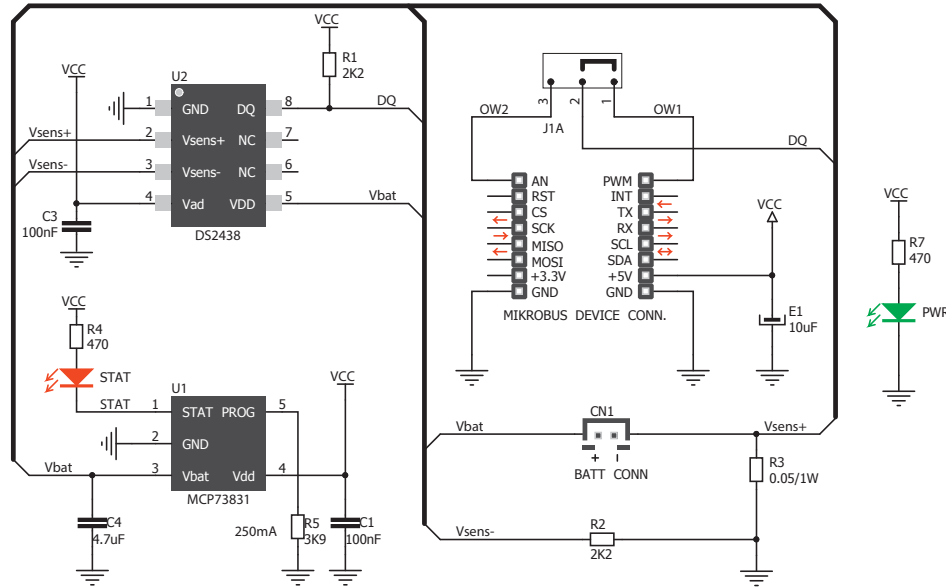 VCC
R1
2K2
VCC
U2
1
GND
DQ
8
DQ
Vsens+
2
Vsens+
NC
7
Vsens-
3
Vsens-
NC
6
4
Vad
VDD
5
Vbat
C3
100nF
DS2438
OW2
3
2
1
OW1
J1A
DQ
AN
PWM
RST
INT
CS
TX
SCK
RX
MISO
SCL
MOSI
SDA
+3.3V
+5V
GND
GND
MIKROBUS DEVICE CONN.
VCC
E1
10uF
VCC
R7
470
PWR
VCC
R4
470
STAT
U1
STAT
1
STAT
PROG
5
2
GND
Vbat
3
Vbat
Vdd
4
MCP73831
VCC
C4
4.7uF
250mA
R5
3K9
C1
100nF
CN1
Vbat
Vsens+
+
-
BATT CONN
R3
0.05/1W
Vsens-
R2
2K2